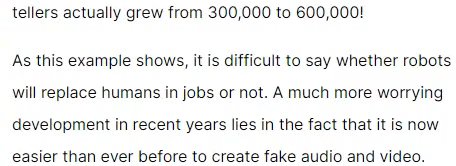 tellers actually grew from 300,000 to 600,000!
As this example shows, it is difficult to say whether robots
will replace humans in jobs or not. A much more worrying
development in recent years lies in the fact that it is now
easier than ever before to create fake audio and video.